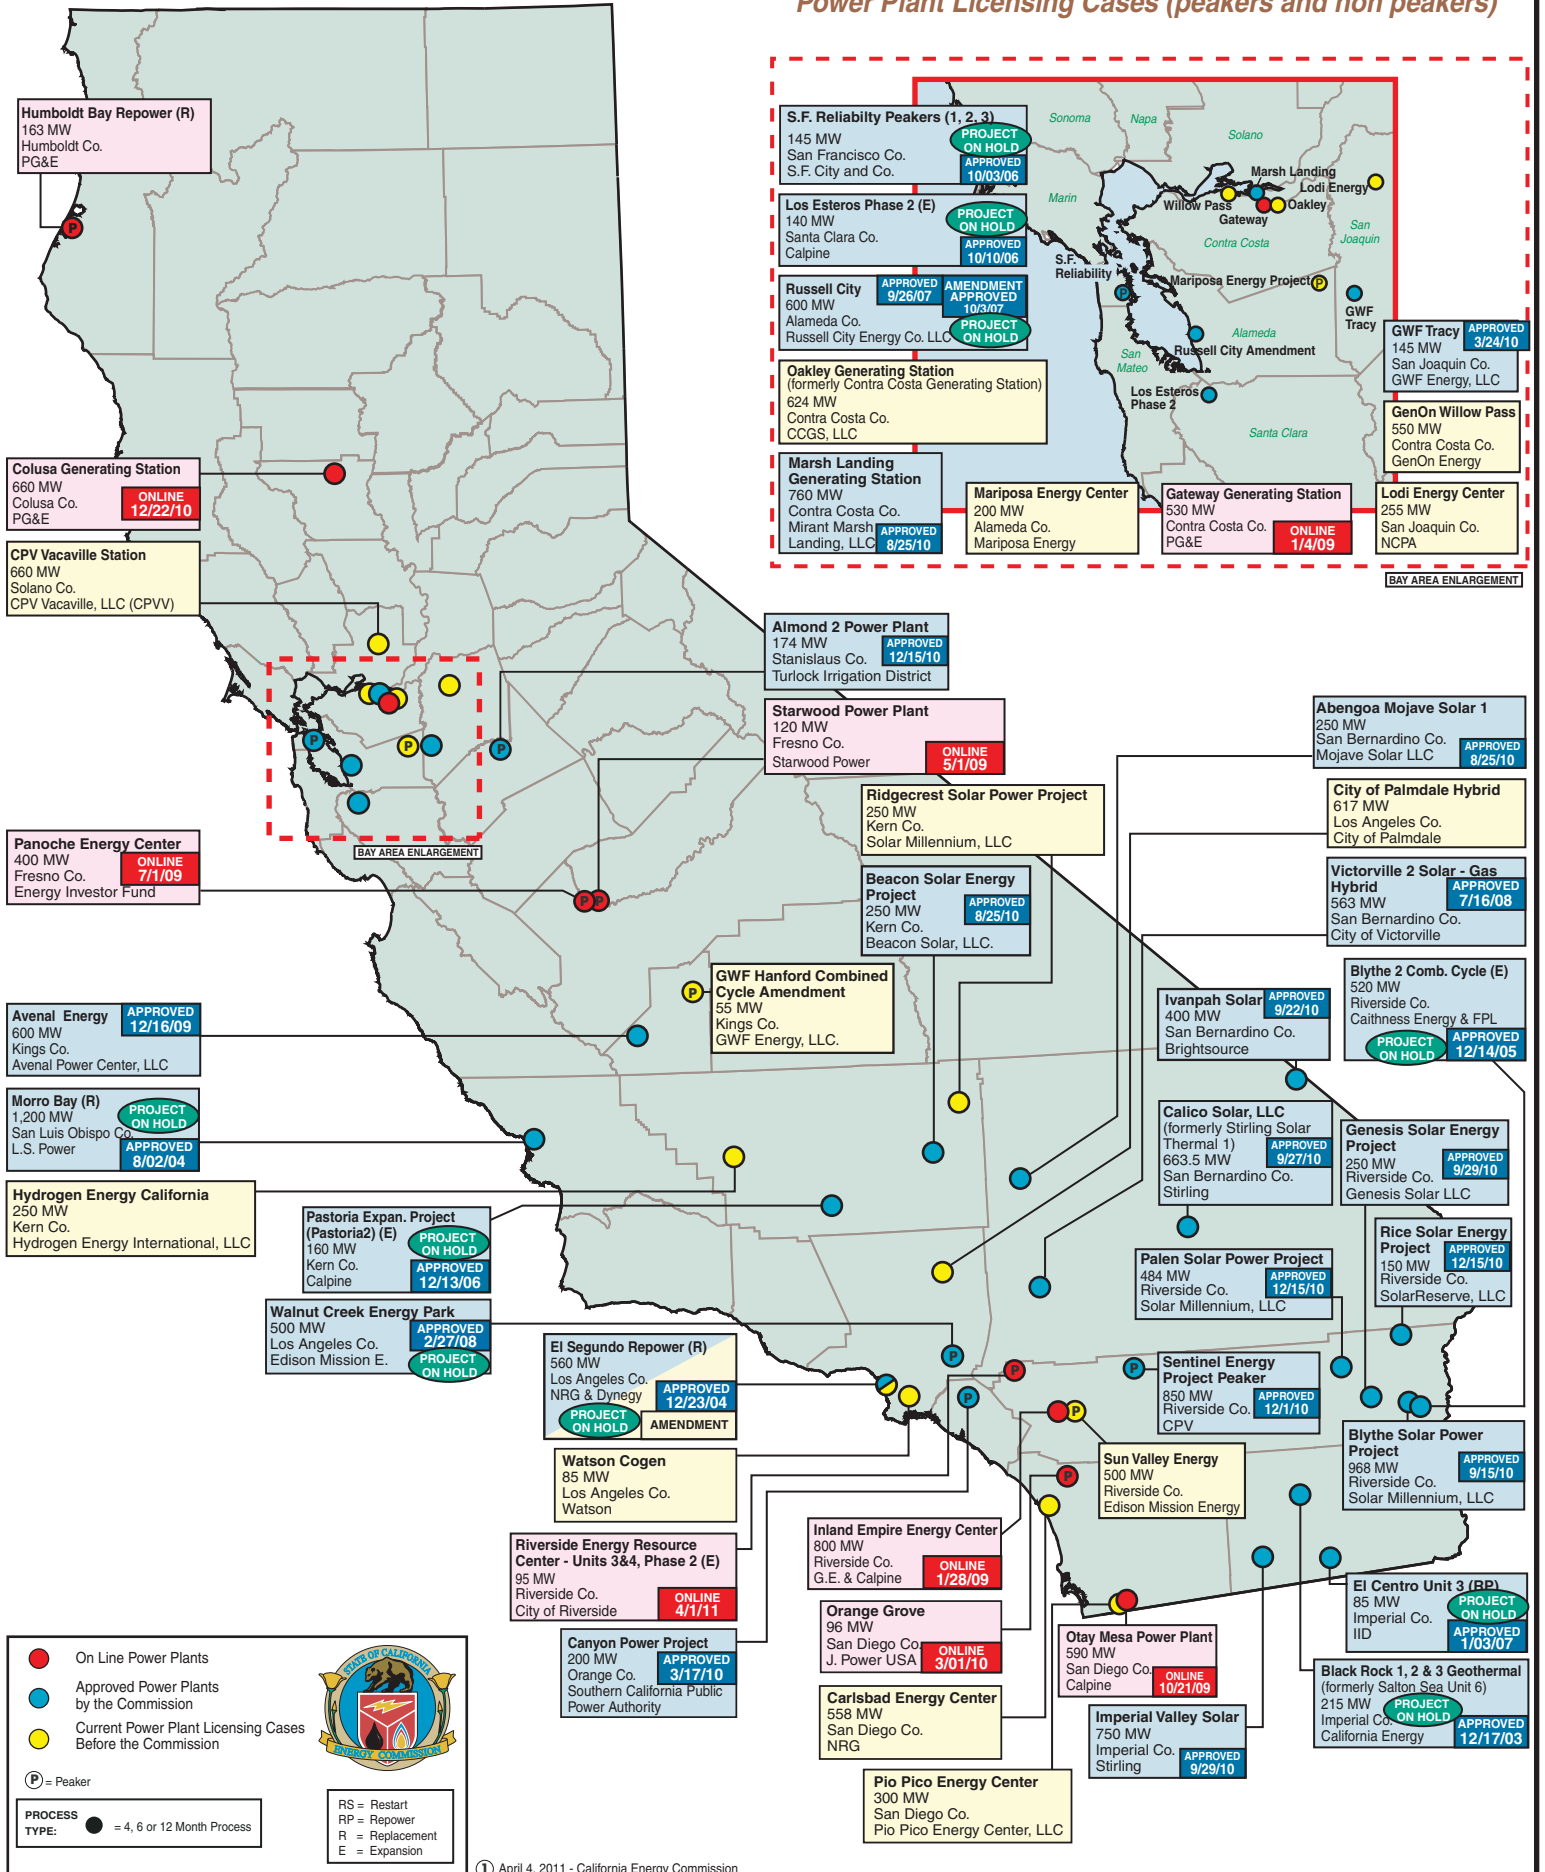 Power Plant Licensing Cases (peakers and non peakers)
Humboldt Bay Repower (R)
163 MW
Humboldt Co.
PG&E
P
Colusa Generating Station
660 MW
Colusa Co.
PG&E
ONLINE
12/22/10
CPV Vacaville Station
660 MW
Solano Co.
CPV Vacaville, LLC (CPVV)
S.F. Reliabilty Peakers (1, 2, 3)
145 MW
San Francisco Co.
S.F. City and Co.
PROJECT
ON HOLD
APPROVED
10/03/06
Los Esteros Phase 2 (E)
140 MW
Santa Clara Co.
Calpine
PROJECT
ON HOLD
APPROVED
10/10/06
Russell City
600 MW
Alameda Co.
Russell City Energy Co. LLC
APPROVED
9/26/07
AMENDMENT
APPROVED
10/3/07
PROJECT
ON HOLD
Oakley Generating Station
(formerly Contra Costa Generating Station)
624 MW
Contra Costa Co.
CCGS, LLC
Marsh Landing
Generating Station
760 MW
Contra Costa Co.
Mirant Marsh
Landing, LLC
APPROVED
8/25/10
Mariposa Energy Center
200 MW
Alameda Co.
Mariposa Energy
Gateway Generating Station
530 MW
Contra Costa Co.
PG&E
ONLINE
1/4/09
Lodi Energy Center
255 MW
San Joaquin Co.
NCPA
GenOn Willow Pass
550 MW
Contra Costa Co.
GenOn Energy
GWF Tracy
145 MW
San Joaquin Co.
GWF Energy, LLC
APPROVED
3/24/10
Sonoma
Napa
Solano
Marin
Marsh Landing
Lodi Energy
Willow Pass
Oakley
Gateway
Contra Costa
San
Joaquin
S.F.
Reliability
P
Mariposa Energy Project
P
GWF
Tracy
Alameda
Russell City Amendment
San
Mateo
Los Esteros
Phase 2
Santa Clara
BAY AREA ENLARGEMENT
Almond 2 Power Plant
174 MW
Stanislaus Co.
Turlock Irrigation District
APPROVED
12/15/10
Starwood Power Plant
120 MW
Fresno Co.
Starwood Power
ONLINE
5/1/09
P
P
P
BAY AREA ENLARGEMENT
Panoche Energy Center
400 MW
Fresno Co.
Energy Investor Fund
ONLINE
7/1/09
P
P
Ridgecrest Solar Power Project
250 MW
Kern Co.
Solar Millennium, LLC
Beacon Solar Energy
Project
250 MW
Kern Co.
Beacon Solar, LLC.
APPROVED
8/25/10
Abengoa Mojave Solar 1
250 MW
San Bernardino Co.
Mojave Solar LLC
APPROVED
8/25/10
City of Palmdale Hybrid
617 MW
Los Angeles Co.
City of Palmdale
Victorville 2 Solar - Gas
Hybrid
563 MW
San Bernardino Co.
City of Victorville
APPROVED
7/16/08
Blythe 2 Comb. Cycle (E)
520 MW
Riverside Co.
Caithness Energy & FPL
PROJECT
ON HOLD
APPROVED
12/14/05
P
GWF Hanford Combined
Cycle Amendment
55 MW
Kings Co.
GWF Energy, LLC.
Ivanpah Solar
400 MW
San Bernardino Co.
Brightsource
APPROVED
9/22/10
Avenal Energy
600 MW
Kings Co.
Avenal Power Center, LLC
APPROVED
12/16/09
Morro Bay (R)
1,200 MW
San Luis Obispo Co.
L.S. Power
PROJECT
ON HOLD
APPROVED
8/02/04
Hydrogen Energy California
250 MW
Kern Co.
Hydrogen Energy International, LLC
Calico Solar, LLC
(formerly Stirling Solar
Thermal 1)
663.5 MW
San Bernardino Co.
Stirling
APPROVED
9/27/10
Genesis Solar Energy
Project
250 MW
Riverside Co.
Genesis Solar LLC
APPROVED
9/29/10
Rice Solar Energy
Project
150 MW
Riverside Co.
SolarReserve, LLC
APPROVED
12/15/10
Palen Solar Power Project
484 MW
Riverside Co.
Solar Millennium, LLC
APPROVED
12/15/10
Pastoria Expan. Project
(Pastoria2) (E)
160 MW
Kern Co.
Calpine
PROJECT
ON HOLD
APPROVED
12/13/06
Walnut Creek Energy Park
500 MW
Los Angeles Co.
Edison Mission E.
APPROVED
2/27/08
PROJECT
ON HOLD
El Segundo Repower (R)
560 MW
Los Angeles Co.
NRG & Dynegy
APPROVED
12/23/04
PROJECT
ON HOLD
AMENDMENT
P
P
P
P
P
P
Sentinel Energy
Project Peaker
850 MW
Riverside Co.
CPV
APPROVED
12/1/10
Watson Cogen
85 MW
Los Angeles Co.
Watson
Sun Valley Energy
500 MW
Riverside Co.
Edison Mission Energy
Blythe Solar Power
Project
968 MW
Riverside Co.
Solar Millennium, LLC
APPROVED
9/15/10
Riverside Energy Resource
Center - Units 3&4, Phase 2 (E)
95 MW
Riverside Co.
City of Riverside
ONLINE
4/1/11
Inland Empire Energy Center
800 MW
Riverside Co.
G.E. & Calpine
ONLINE
1/28/09
Orange Grove
96 MW
San Diego Co.
J. Power USA
ONLINE
3/01/10
Canyon Power Project
200 MW
Orange Co.
Southern California Public
Power Authority
APPROVED
3/17/10
Carlsbad Energy Center
558 MW
San Diego Co.
NRG
Otay Mesa Power Plant
590 MW
San Diego Co.
Calpine
ONLINE
10/21/09
Imperial Valley Solar
750 MW
Imperial Co.
Stirling
APPROVED
9/29/10
El Centro Unit 3 (RP)
85 MW
Imperial Co.
IID
PROJECT
ON HOLD
APPROVED
1/03/07
Black Rock 1, 2 & 3 Geothermal
(formerly Salton Sea Unit 6)
215 MW
Imperial Co.
California Energy
PROJECT
ON HOLD
APPROVED
12/17/03
Pio Pico Energy Center
300 MW
San Diego Co.
Pio Pico Energy Center, LLC
On Line Power Plants
Approved Power Plants
by the Commission
Current Power Plant Licensing Cases
Before the Commission
P = Peaker
PROCESS
TYPE:
= 4, 6 or 12 Month Process
STATE OF CALIFORNIA
ENERGY COMMISSION
RS = Restart
RP = Repower
R = Replacement
E = Expansion
1 April 4, 2011 - California Energy Commission